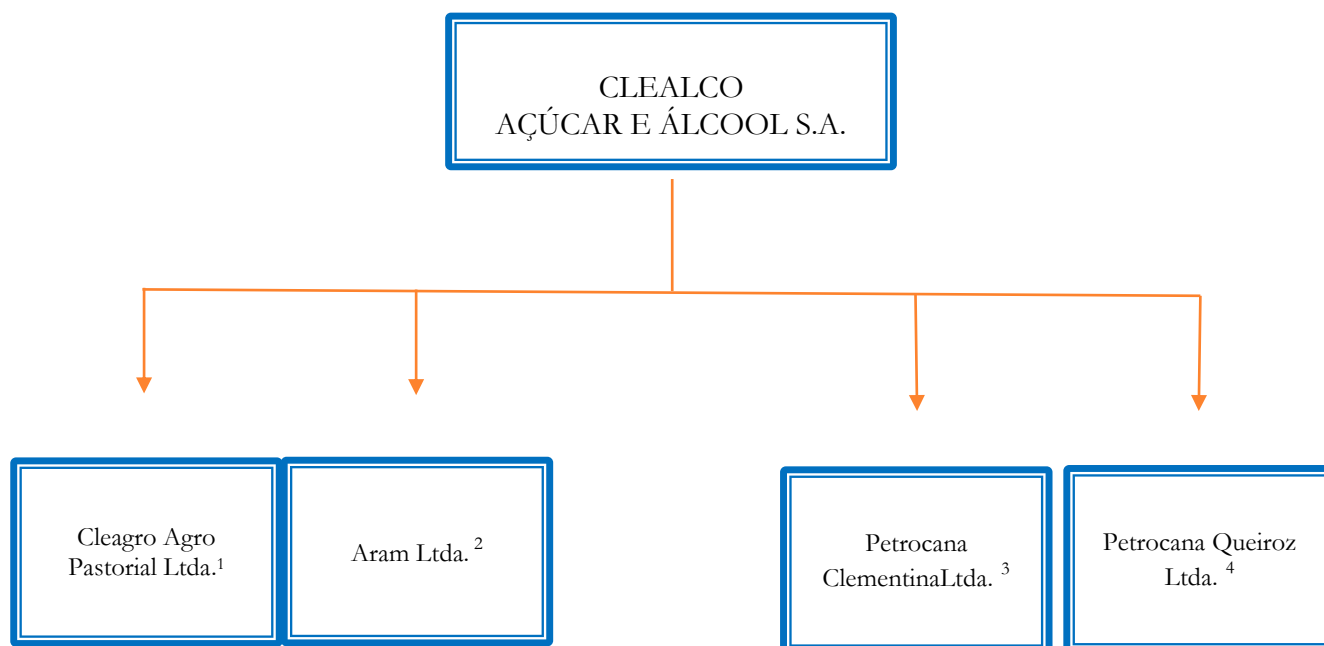 CLEALCO
AÇÚCAR E ÁLCOOL S.A.
Cleagro Agro
Pastorial Ltda.¹
Aram Ltda. ²
Petrocana
ClementinaLtda. ³
Petrocana Queiroz
Ltda. ⁴